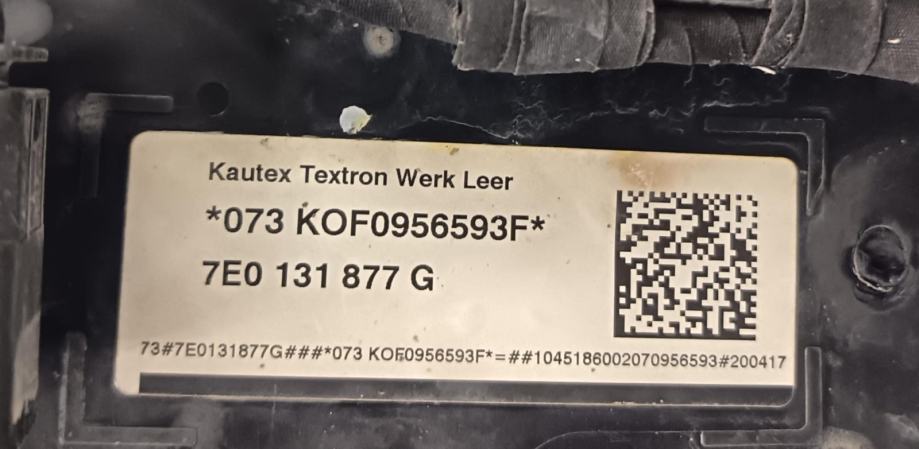 Kautex Textron Werk Leer
*073 KOF0956593F*
7E0 131 877 G
73#7E0131877G###*073 KOF0956593F*=##1045186002070956593#200417